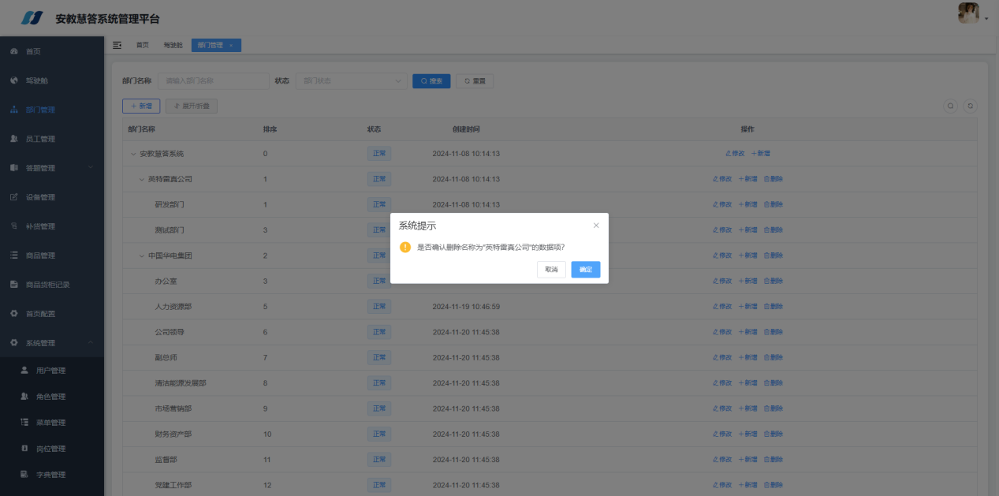 安教慧答系统管理平台
首页
驾驶舱
部门管理
员工管理
答题管理
设备管理
补货管理
商品管理
商品货柜记录
首页配置
系统管理
用户管理
角色管理
菜单管理
岗位管理
字典管理
首页 驾驶舱 部门管理 ×
部门名称 请输入部门名称 状态 部门状态 搜索 重置
+ 新增 展开/折叠
部门名称 排序 状态 创建时间 操作
安教慧答系统 0 正常 2024-11-08 10:14:13 修改 +新增
英特雷真公司 1 正常 2024-11-08 10:14:13 修改 +新增 删除
研发部门 1 正常 2024-11-08 10:14:13 修改 +新增 删除
测试部门 3 正常 修改 +新增 删除
中国华电集团 2 正常 修改 +新增 删除
办公室 3 正常 修改 +新增 删除
人力资源部 5 正常 2024-11-19 10:46:59 修改 +新增 删除
公司领导 6 正常 2024-11-20 11:45:38 修改 +新增 删除
副总师 7 正常 2024-11-20 11:45:38 修改 +新增 删除
清洁能源发展部 8 正常 2024-11-20 11:45:38 修改 +新增 删除
市场营销部 9 正常 2024-11-20 11:45:38 修改 +新增 删除
财务资产部 10 正常 2024-11-20 11:45:38 修改 +新增 删除
监督部 11 正常 2024-11-20 11:45:38 修改 +新增 删除
党建工作部 12 正常 2024-11-20 11:45:38 修改 +新增 删除
系统提示 ×
是否确认删除名称为"英特雷真公司"的数据项?
取消 确定